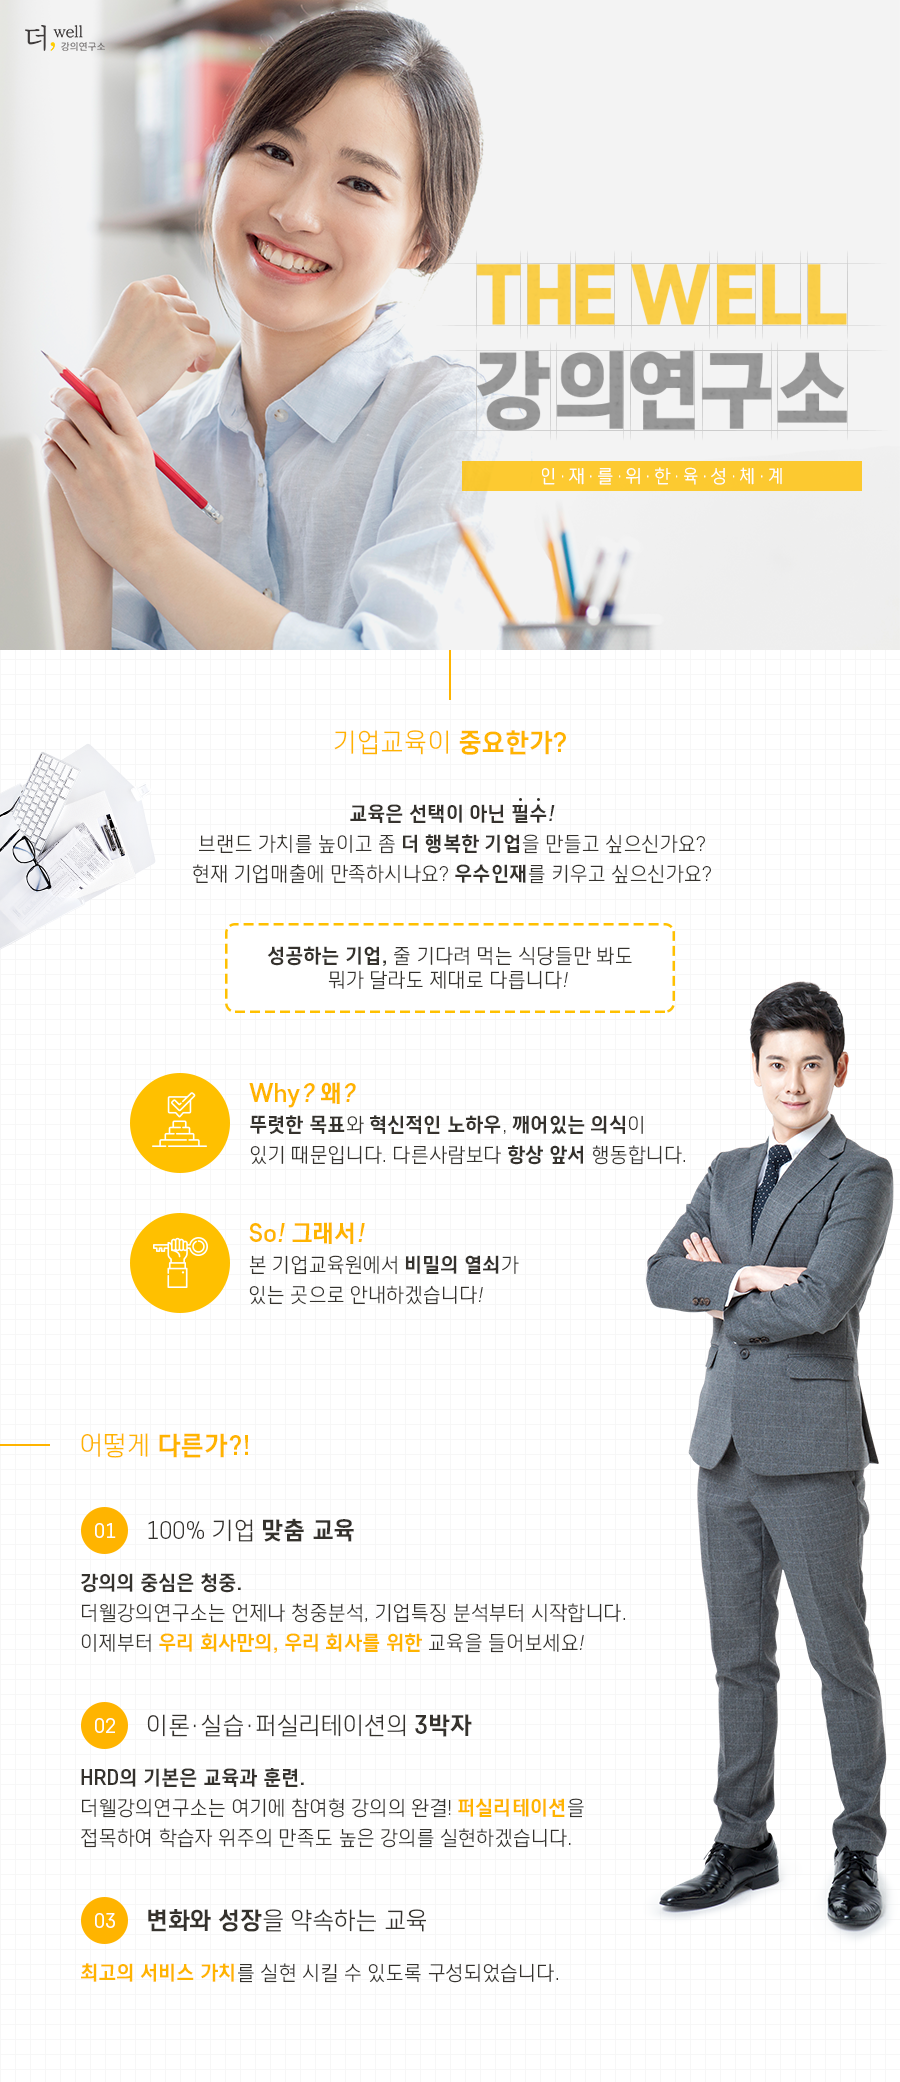 더, well
강의연구소
THE WELL
강의연구소
인·재·를·위·한·육·성·체·계
기업교육이 중요한가?
교육은 선택이 아닌 필수!
브랜드 가치를 높이고 좀 더 행복한 기업을 만들고 싶으신가요?
현재 기업매출에 만족하시나요? 우수인재를 키우고 싶으신가요?
성공하는 기업, 줄 기다려 먹는 식당들만 봐도
뭐가 달라도 제대로 다릅니다!
Why? 왜?
뚜렷한 목표와 혁신적인 노하우, 깨어있는 의식이
있기 때문입니다. 다른사람보다 항상 앞서 행동합니다.
So! 그래서!
본 기업교육원에서 비밀의 열쇠가
있는 곳으로 안내하겠습니다!
어떻게 다른가?!
01 100% 기업 맞춤 교육
강의의 중심은 청중.
더웰강의연구소는 언제나 청중분석, 기업특징 분석부터 시작합니다.
이제부터 우리 회사만의, 우리 회사를 위한 교육을 들어보세요!
02 이론·실습·퍼실리테이션의 3박자
HRD의 기본은 교육과 훈련.
더웰강의연구소는 여기에 참여형 강의의 완결! 퍼실리테이션을
접목하여 학습자 위주의 만족도 높은 강의를 실현하겠습니다.
03 변화와 성장을 약속하는 교육
최고의 서비스 가치를 실현 시킬 수 있도록 구성되었습니다.